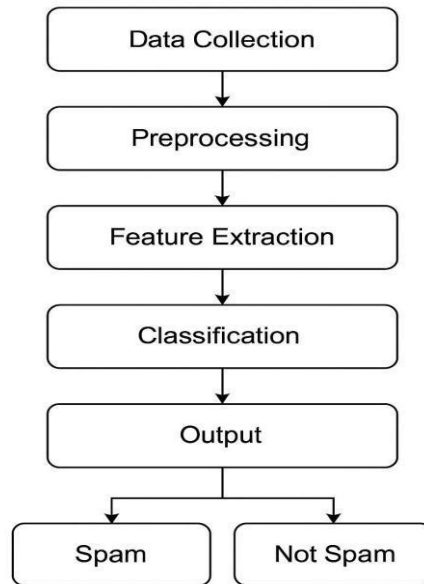 Data Collection
Preprocessing
Feature Extraction
Classification
Output
Spam
Not Spam